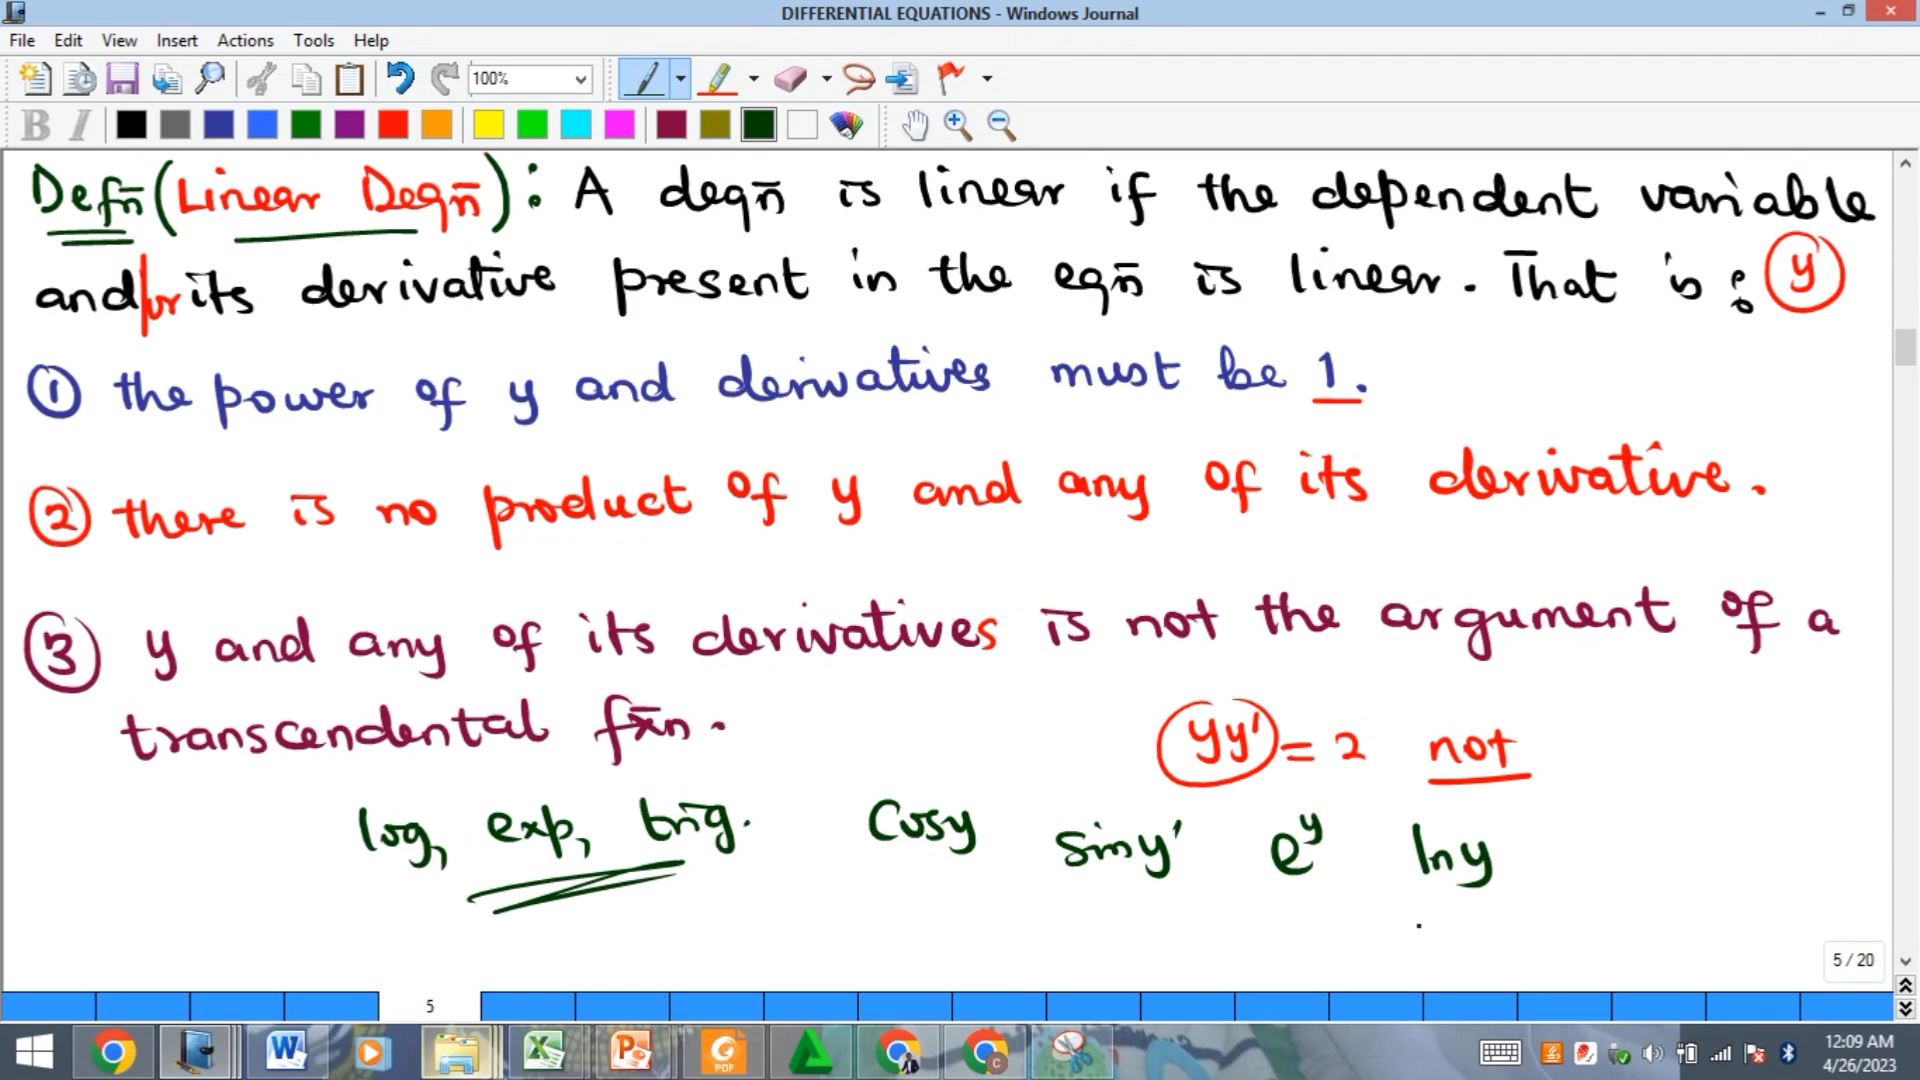 DIFFERENTIAL EQUATIONS - Windows Journal
File Edit View Insert Actions Tools Help
100%
B I
Defn̄ (Linear Deqn̄): A deqn̄ is linear if the dependent variable
and/or its derivative present in the eqn̄ is linear. That is: y
① the power of y and derivatives must be 1.
② there is no product of y and any of its derivative.
③ y and any of its derivatives is not the argument of a
transcendental fxn.
yy' = 2 not
log, exp, trig. Cosy siny' e^y lny
5 / 20
5
12:09 AM
4/26/2023